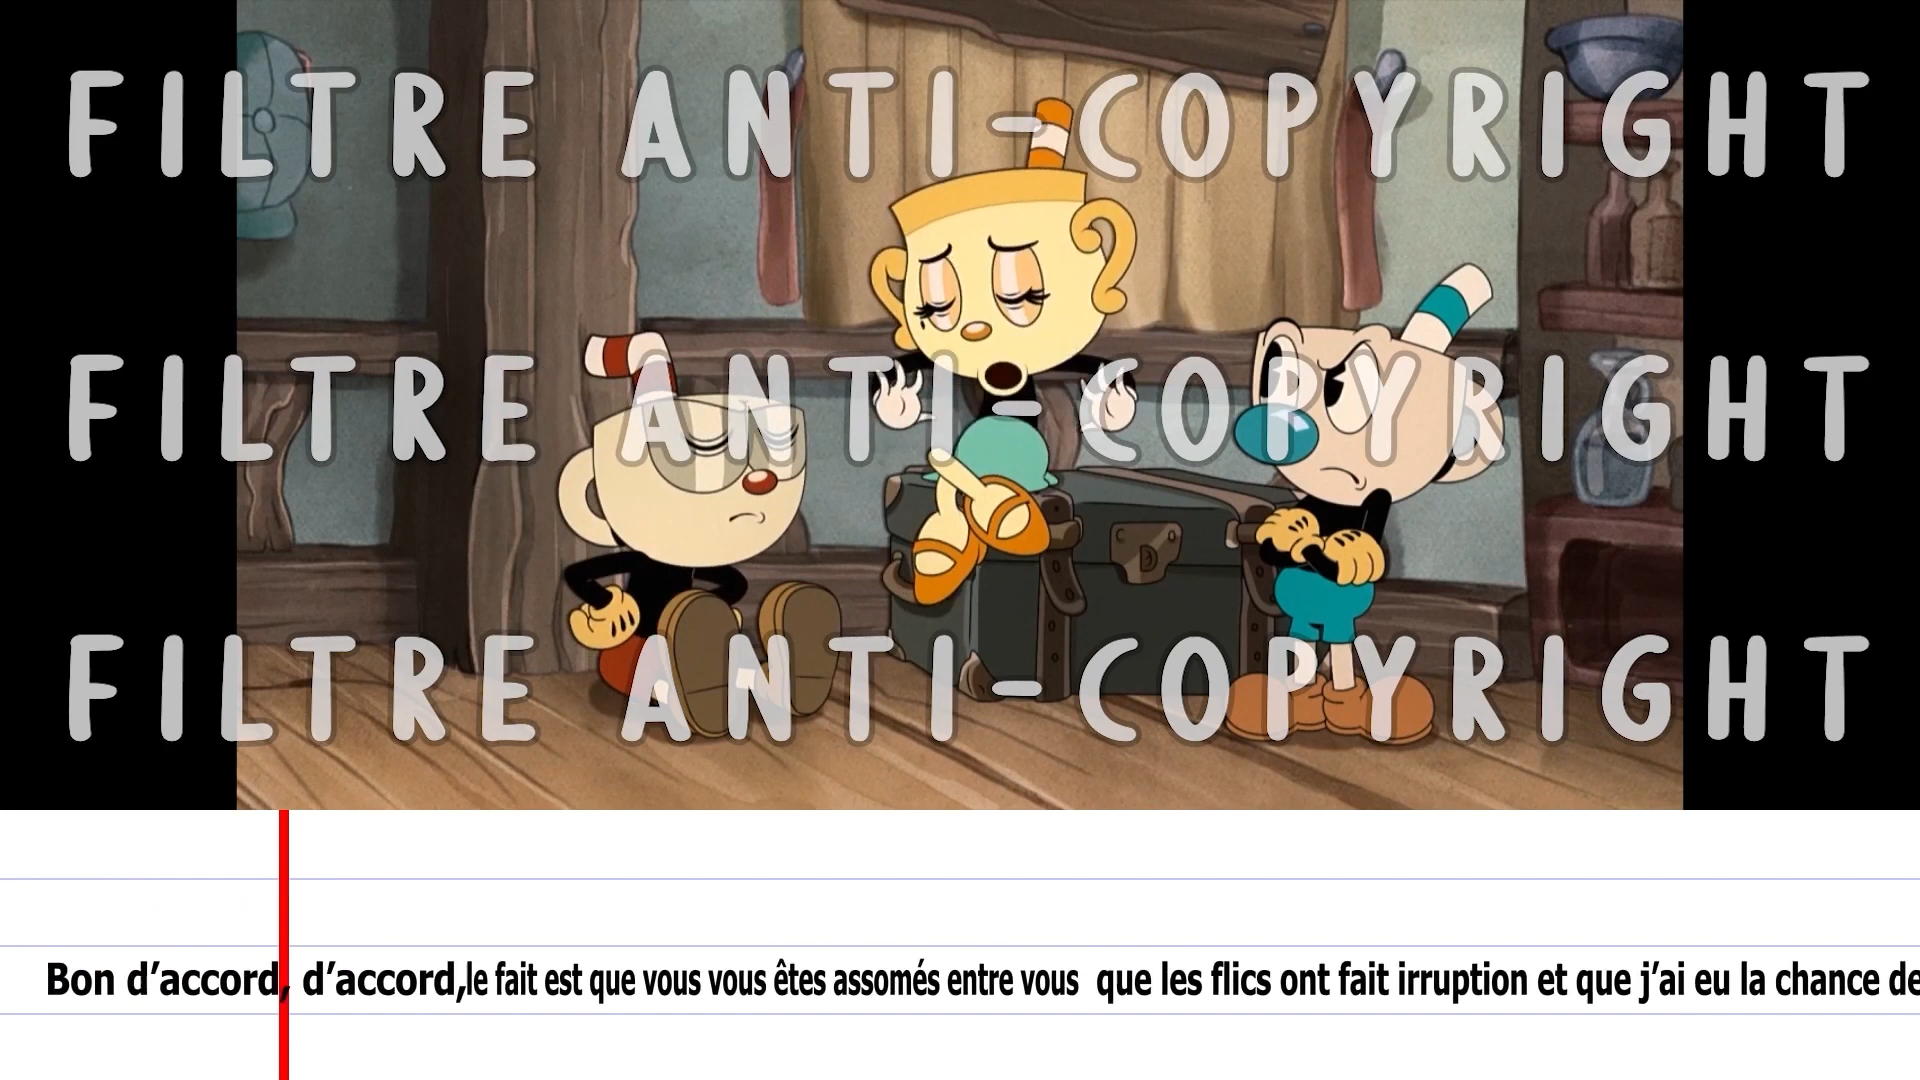 FILTRE ANTI-COPYRIGHT
FILTRE ANTI-COPYRIGHT
FILTRE ANTI-COPYRIGHT
Bon d’accord, d’accord,le fait est que vous vous êtes assomés entre vous que les flics ont fait irruption et que j’ai eu la chance de